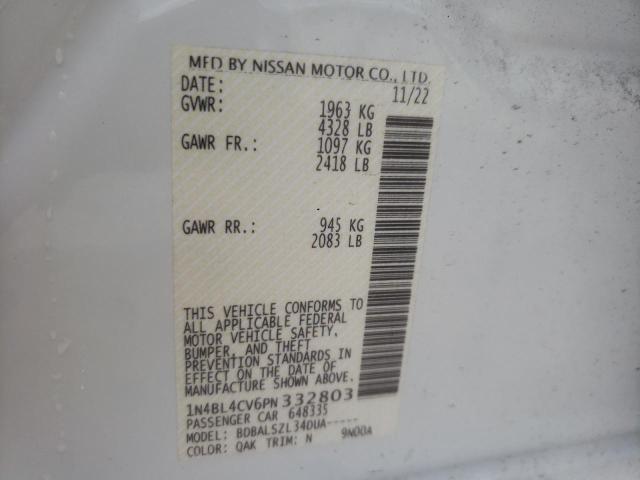 MFD BY NISSAN MOTOR CO., LTD.
DATE: 11/22
GVWR: 1963 KG
4328 LB
GAWR FR.: 1097 KG
2418 LB
GAWR RR.: 945 KG
2083 LB
THIS VEHICLE CONFORMS TO
ALL APPLICABLE FEDERAL
MOTOR VEHICLE SAFETY,
BUMPER, AND THEFT
PREVENTION STANDARDS IN
EFFECT ON THE DATE OF
MANUFACTURE SHOWN ABOVE.
1N4BL4CV6PN332803
PASSENGER CAR 648335
MODEL: BDBALSZL34DUA-----
COLOR: QAK TRIM: N 9N00A